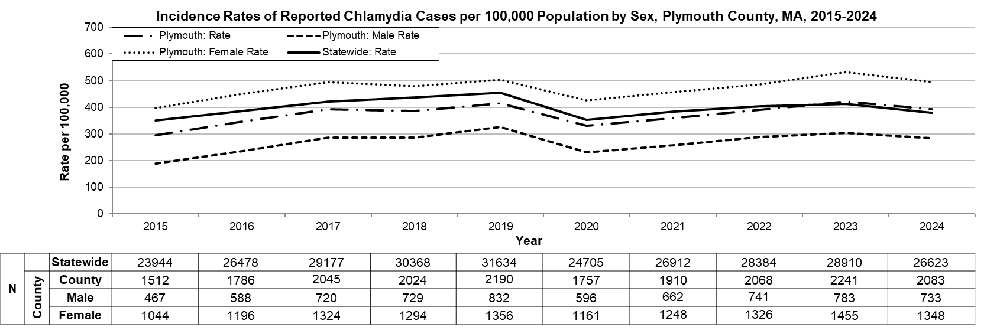 Incidence Rates of Reported Chlamydia Cases per 100,000 Population by Sex, Plymouth County, MA, 2015-2024
700
600
500
400
300
200
100
0
Rate per 100,000
Plymouth: Rate Plymouth: Male Rate
Plymouth: Female Rate Statewide: Rate
2015 2016 2017 2018 2019 2020 2021 2022 2023 2024
Year
N
County
Statewide 23944 26478 29177 30368 31634 24705 26912 28384 28910 26623
County 1512 1786 2045 2024 2190 1757 1910 2068 2241 2083
Male 467 588 720 729 832 596 662 741 783 733
Female 1044 1196 1324 1294 1356 1161 1248 1326 1455 1348